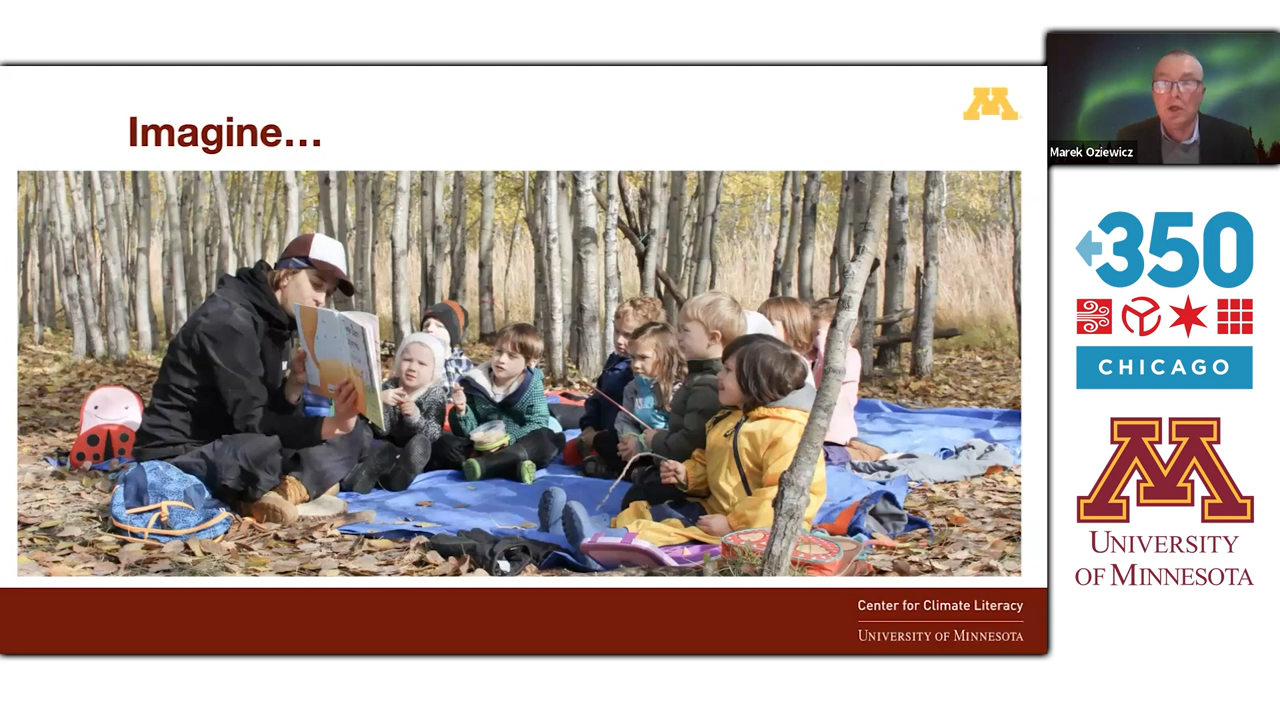 Imagine...
Marek Oziewicz
350
CHICAGO
M
UNIVERSITY
OF MINNESOTA
Center for Climate Literacy
UNIVERSITY OF MINNESOTA